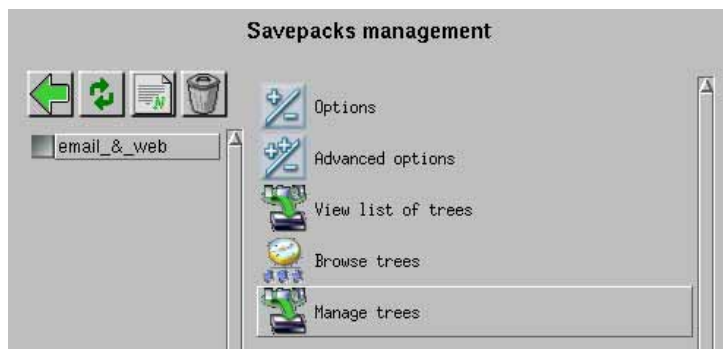 Savepacks management
N
email_&_web
Options
Advanced options
View list of trees
Browse trees
Manage trees